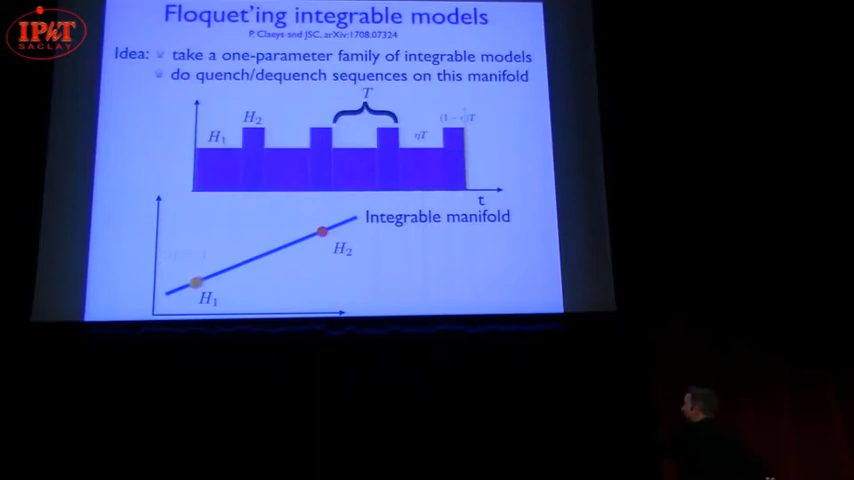 IPhT
SACLAY
Floquet'ing integrable models
P. Claeys and JSC, arXiv:1708.07324
Idea: take a one-parameter family of integrable models
do quench/dequench sequences on this manifold
T
H₂
(1 − η)T
H₁
ηT
t
Integrable manifold
H₂
H₁